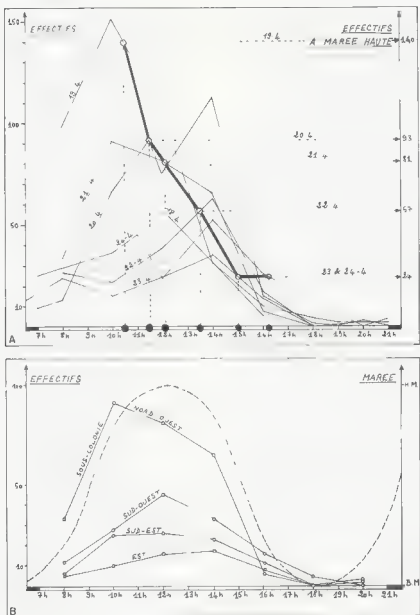 150
EFFECTIFS
EFFECTIFS
A MAREE HAUTE
19.4
140
19.4
100
20.4
93
21.4
50
22.4
57
23 & 24-4
10
A
7h 8h 9h 10h 11h 12h 13h 14h 15h 16h 17h 18h 19h 20h 21h
EFFECTIFS
MAREE
100
H.M.
SOUS-COLONIE
NORD OUEST
50
SUD-OUEST
SUD-EST
EST
10
B.M
7h 8h 9h 10h 11h 12h 13h 14h 15h 16h 17h 18h 19h 20h 21h
B